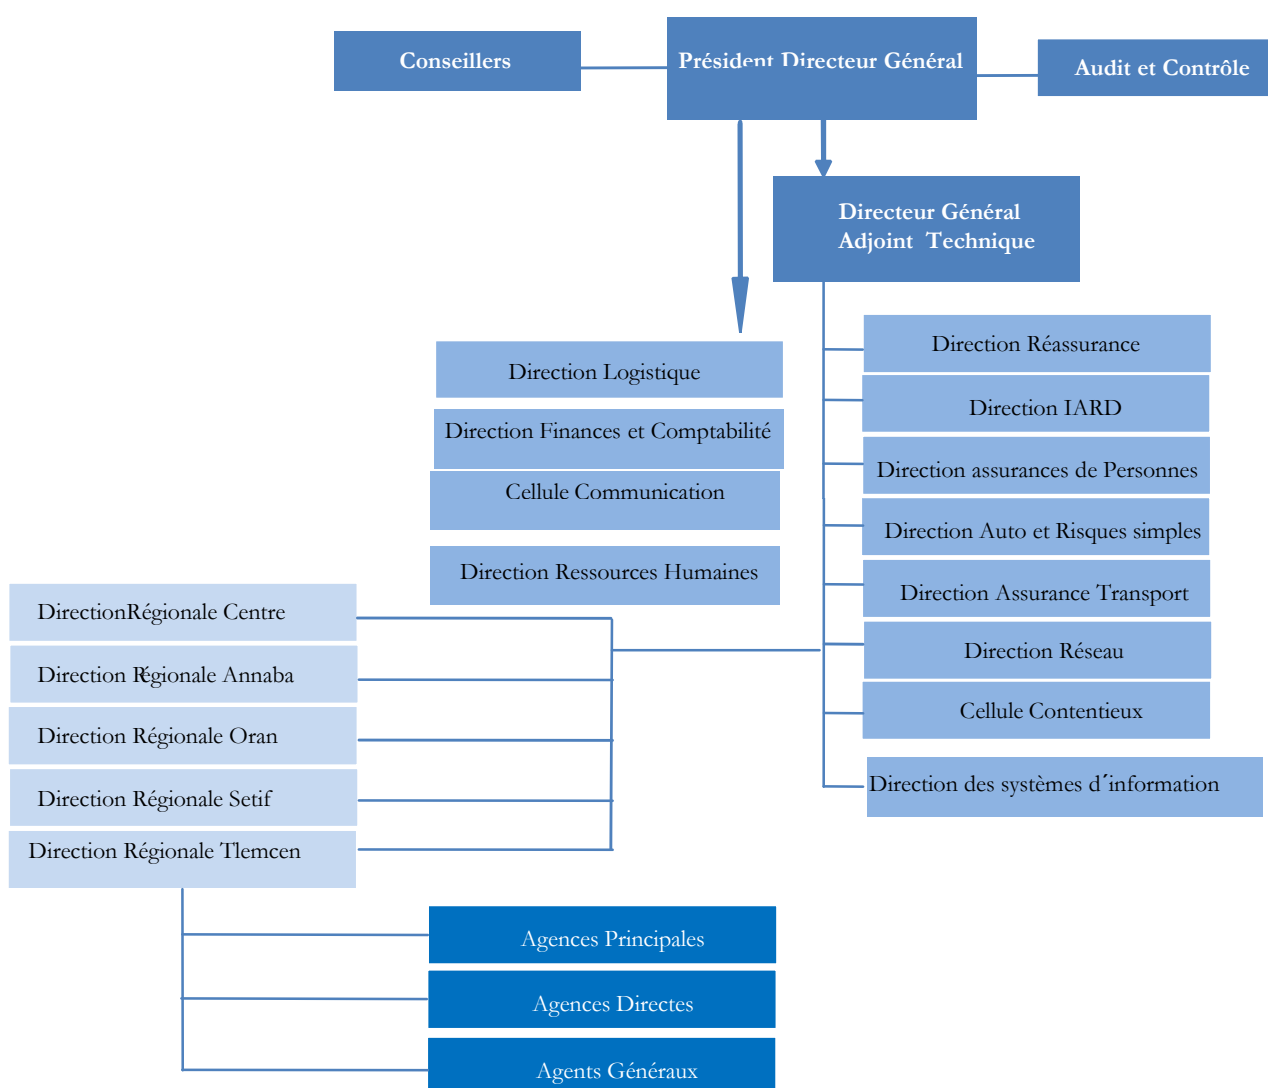 Conseillers
Président Directeur Général
Audit et Contrôle
Directeur Général
Adjoint Technique
Direction Réassurance
Direction Logistique
Direction IARD
Direction Finances et Comptabilité
Direction assurances de Personnes
Cellule Communication
Direction Auto et Risques simples
Direction Ressources Humaines
Direction Assurance Transport
DirectionRégionale Centre
Direction Réseau
Direction Régionale Annaba
Cellule Contentieux
Direction Régionale Oran
Direction des systèmes d´information
Direction Régionale Setif
Direction Régionale Tlemcen
Agences Principales
Agences Directes
Agents Généraux